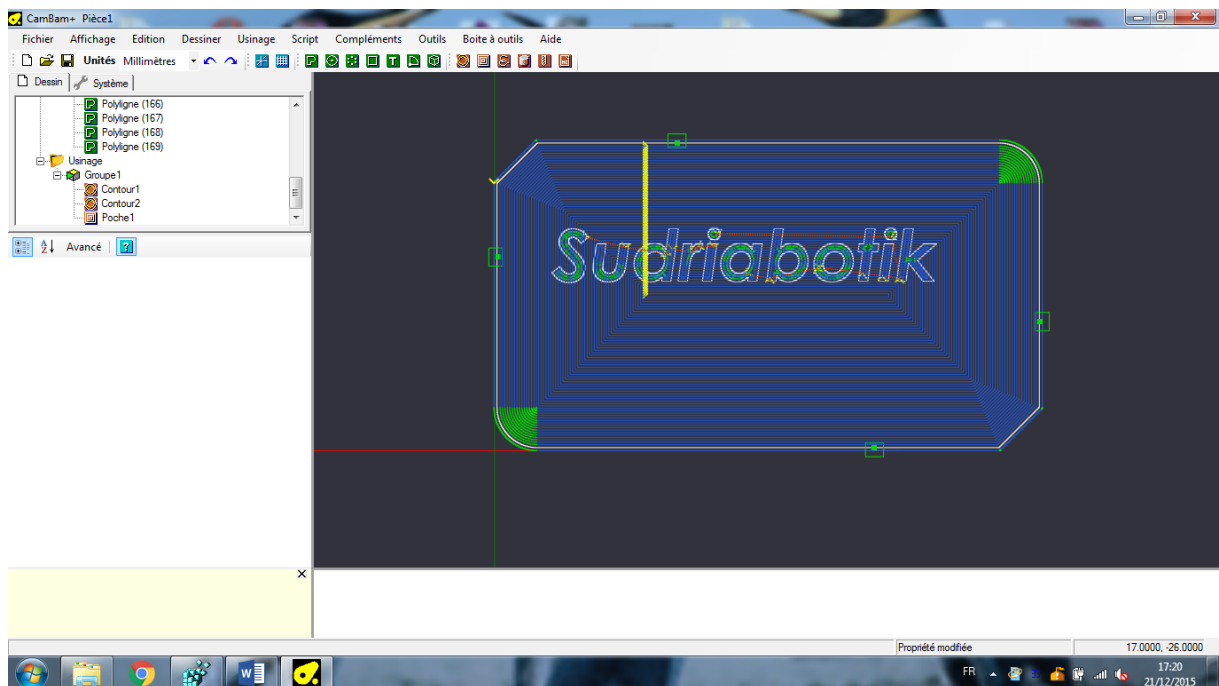 CamBam+ Pièce1
Fichier Affichage Edition Dessiner Usinage Script Compléments Outils Boite à outils Aide
Unités Millimètres
Dessin Système
Polyligne (166)
Polyligne (167)
Polyligne (168)
Polyligne (169)
Usinage
Groupe1
Contour1
Contour2
Poche1
Avancé
Sudriabotik
Propriété modifiée 17.0000, -26.0000
FR 17:20
21/12/2015